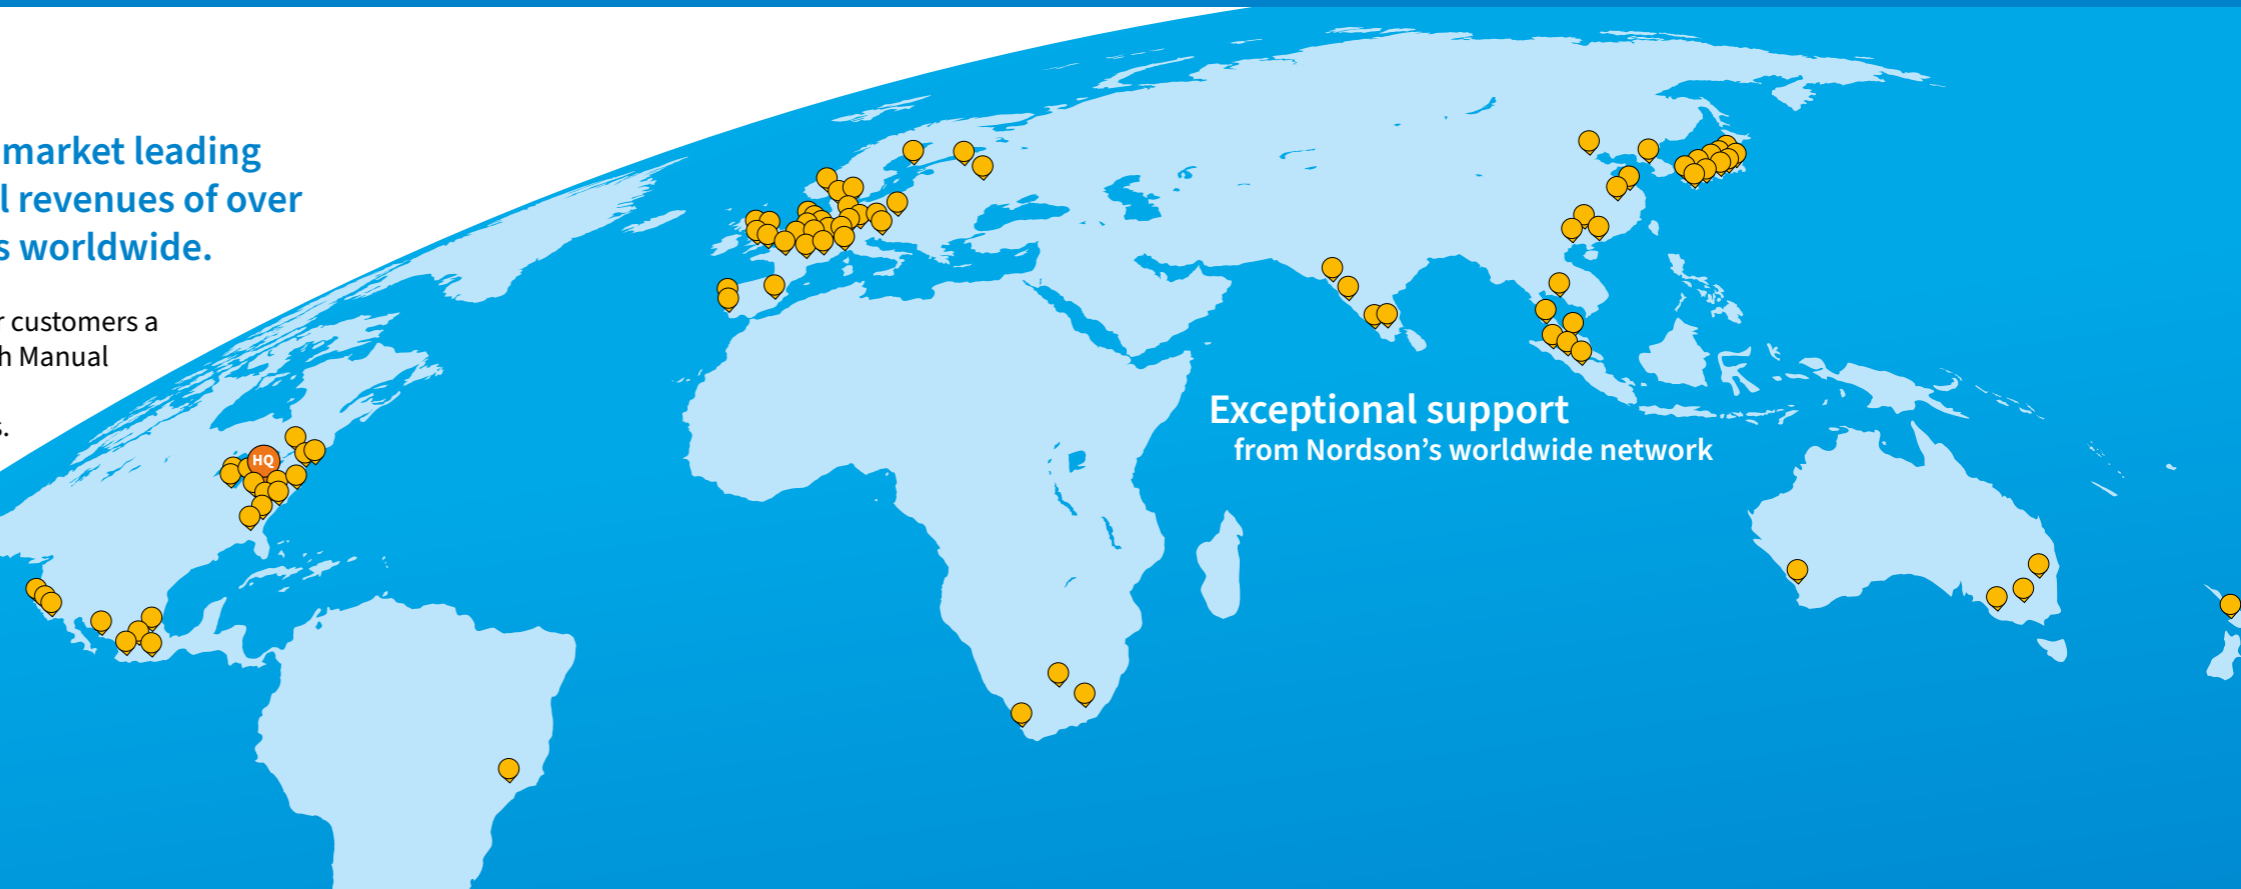 market leading
l revenues of over
s worldwide.
r customers a
h Manual
s.
HQ
Exceptional support
from Nordson’s worldwide network